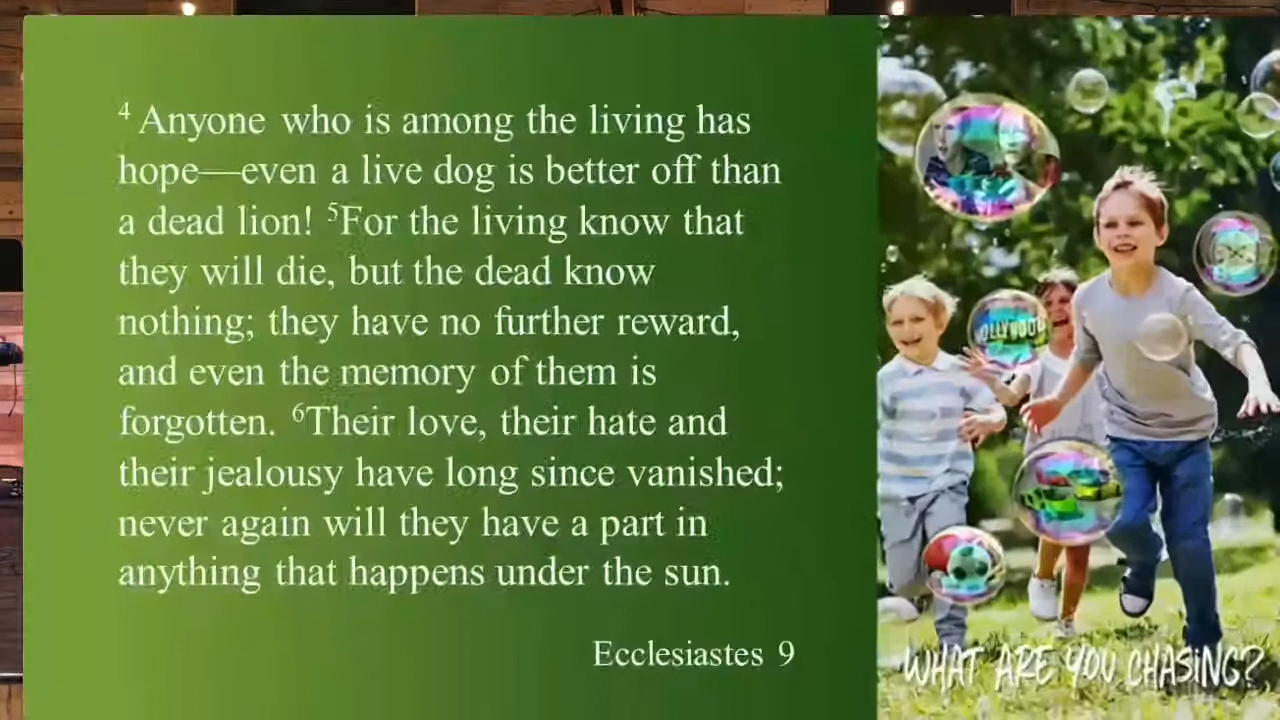 ⁴ Anyone who is among the living has
hope—even a live dog is better off than
a dead lion! ⁵For the living know that
they will die, but the dead know
nothing; they have no further reward,
and even the memory of them is
forgotten. ⁶Their love, their hate and
their jealousy have long since vanished;
never again will they have a part in
anything that happens under the sun.
Ecclesiastes 9
HOLLYWOOD
WHAT ARE YOU CHASING?